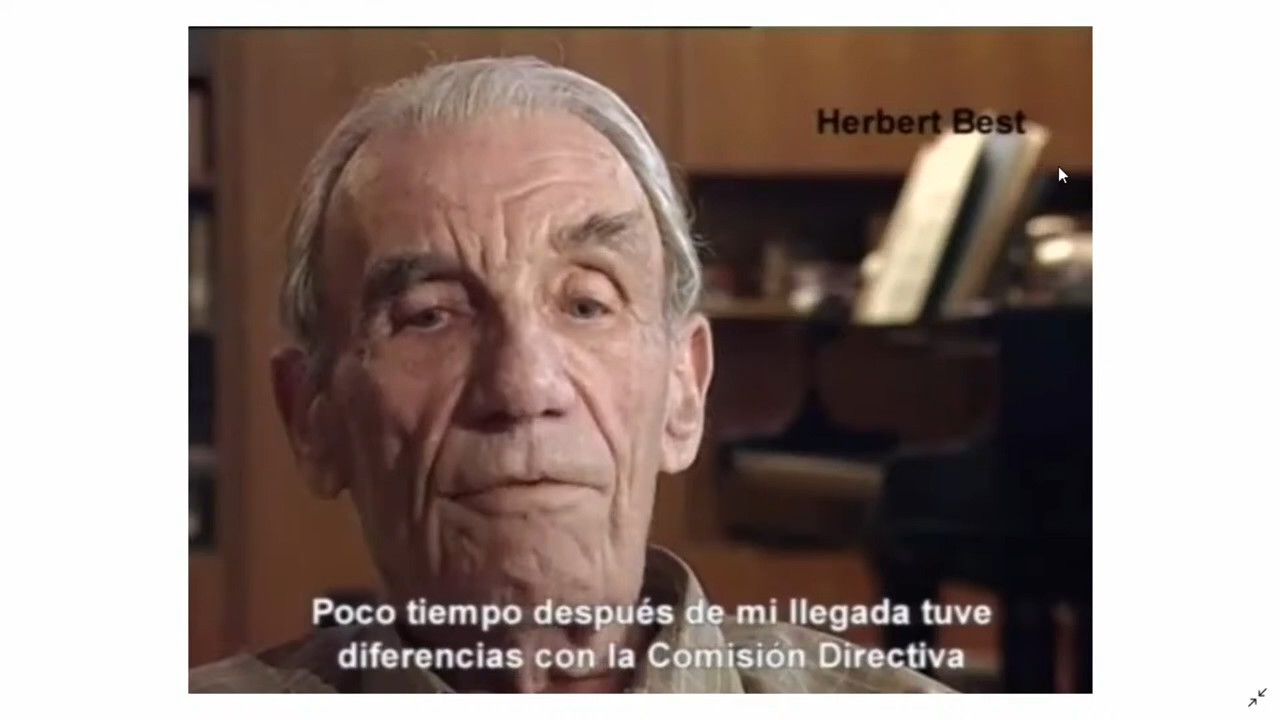 Herbert Best
Poco tiempo después de mi llegada tuve
diferencias con la Comisión Directiva